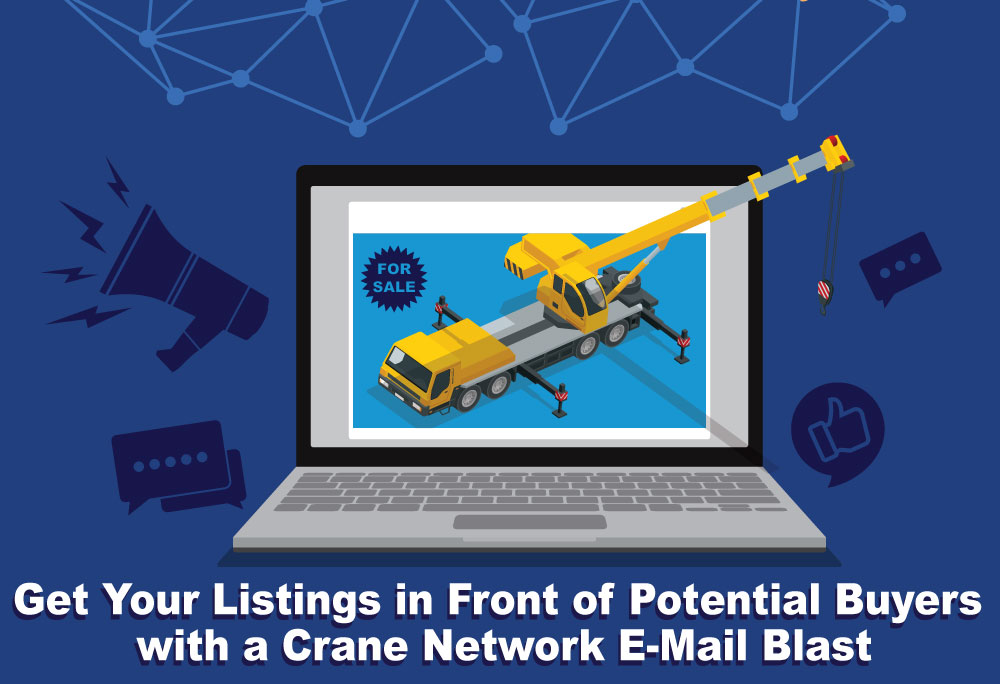 FOR
SALE
Get Your Listings in Front of Potential Buyers
with a Crane Network E-Mail Blast